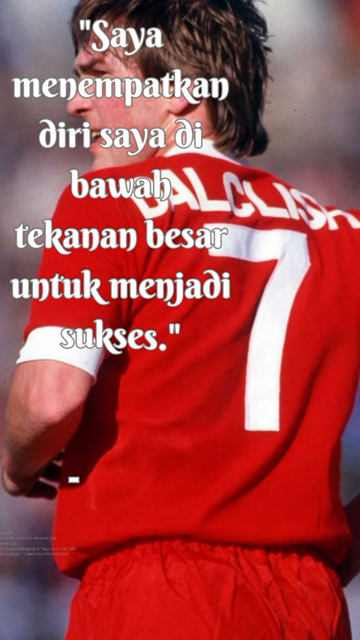 "Saya
menempatkan
diri saya di
bawah
tekanan besar
untuk menjadi
sukses."
DALGLISH
7
-